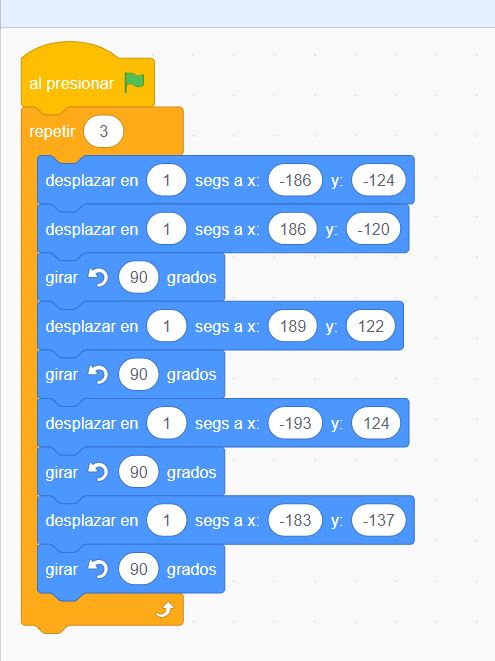 al presionar
repetir 3
desplazar en 1 segs a x: -186 y: -124
desplazar en 1 segs a x: 186 y: -120
girar 90 grados
desplazar en 1 segs a x: 189 y: 122
girar 90 grados
desplazar en 1 segs a x: -193 y: 124
girar 90 grados
desplazar en 1 segs a x: -183 y: -137
girar 90 grados